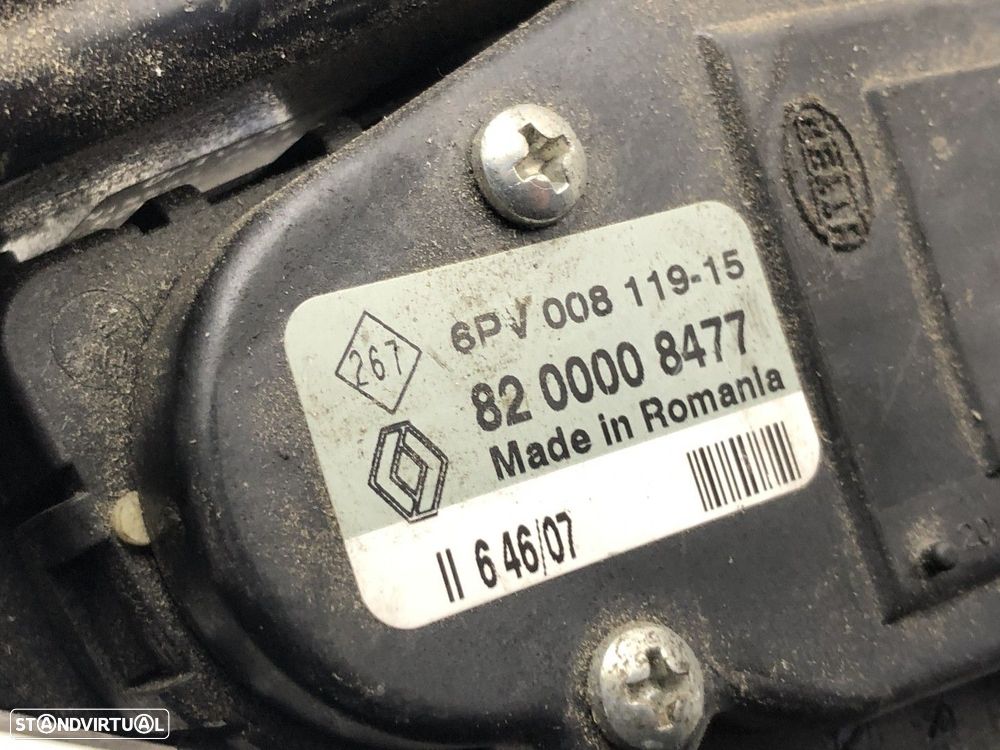 HELLA
6PV 008 119-15
267
82 0000 8477
Made in Romania
II 6 46/07
STANDVIRTUAL